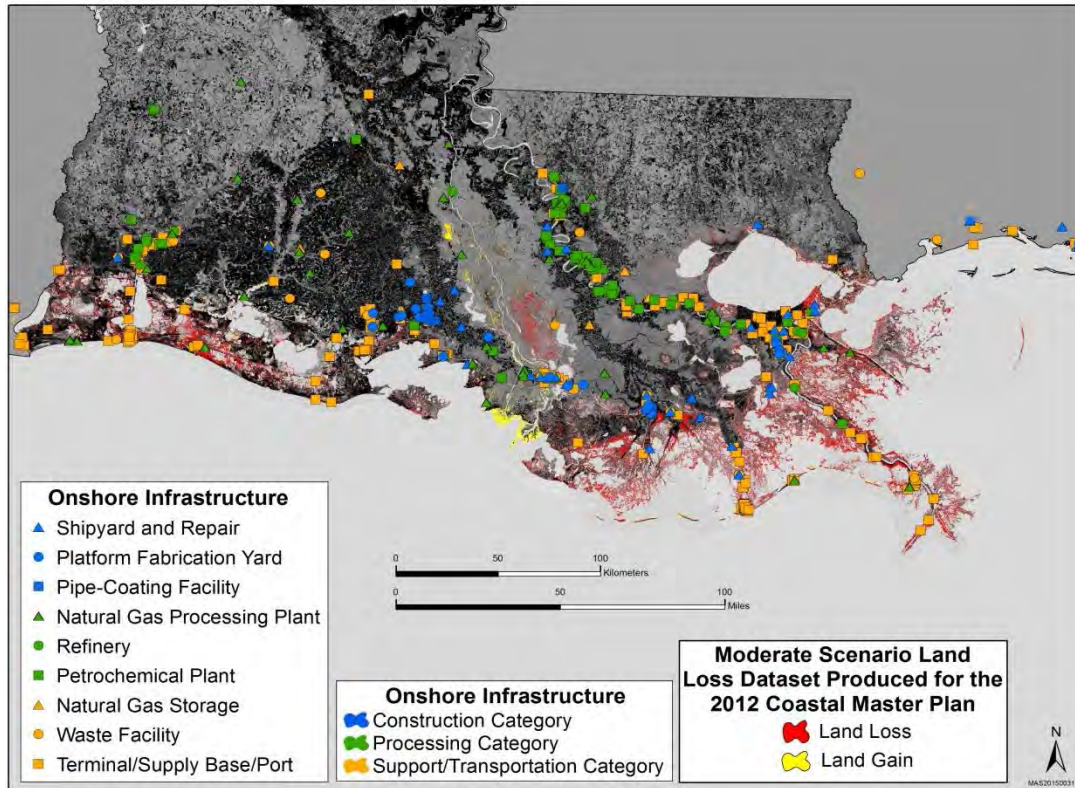 Onshore Infrastructure
Shipyard and Repair
Platform Fabrication Yard
Pipe-Coating Facility
Natural Gas Processing Plant
Refinery
Petrochemical Plant
Natural Gas Storage
Waste Facility
Terminal/Supply Base/Port
0 50 100
Kilometers
0 50 100
Miles
Onshore Infrastructure
Construction Category
Processing Category
Support/Transportation Category
Moderate Scenario Land
Loss Dataset Produced for the
2012 Coastal Master Plan
Land Loss
Land Gain
N
MAS20150031